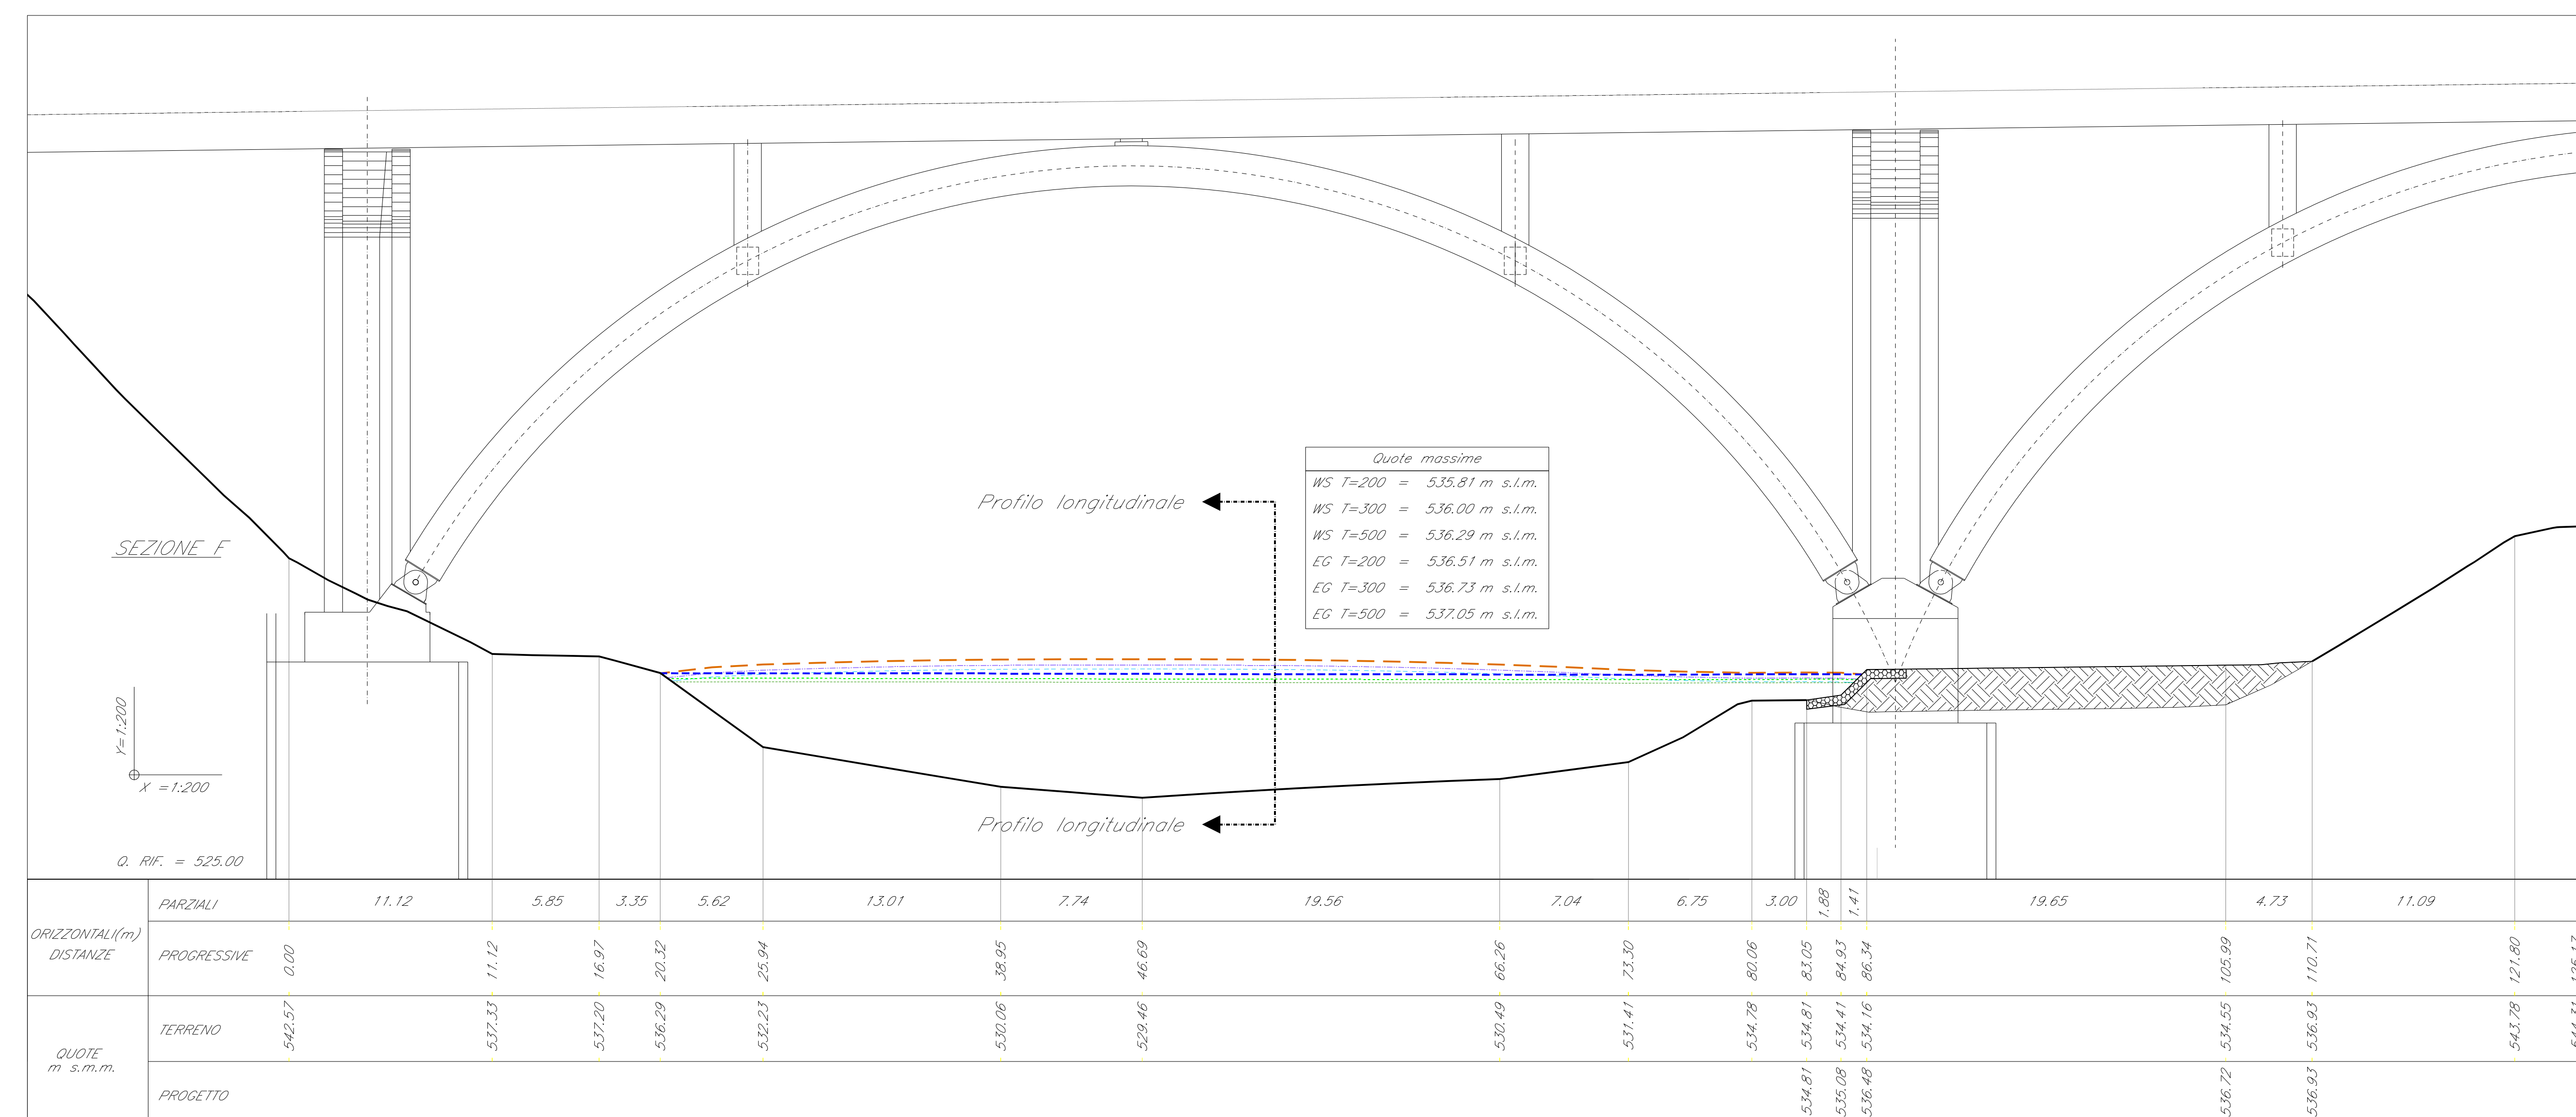 Quote massime
WS T=200 = 535.81 m s.l.m.
WS T=300 = 536.00 m s.l.m.
WS T=500 = 536.29 m s.l.m.
EG T=200 = 536.51 m s.l.m.
EG T=300 = 536.73 m s.l.m.
EG T=500 = 537.05 m s.l.m.
Profilo longitudinale
SEZIONE F
Y=1:200
X =1:200
Profilo longitudinale
Q. RIF. = 525.00
ORIZZONTALI(m)
DISTANZE
PARZIALI 11.12 5.85 3.35 5.62 13.01 7.74 19.56 7.04 6.75 3.00 1.88 1.41 19.65 4.73 11.09
PROGRESSIVE 0.00 11.12 16.97 20.32 25.94 38.95 46.69 66.26 73.30 80.06 83.05 84.93 86.34 105.99 110.71 121.80
QUOTE
m s.m.m.
TERRENO 542.57 537.33 537.20 536.29 532.23 530.06 529.46 530.49 531.41 534.78 534.81 534.41 534.16 534.55 536.93 543.78
PROGETTO 534.81 535.08 536.48 536.72 536.93